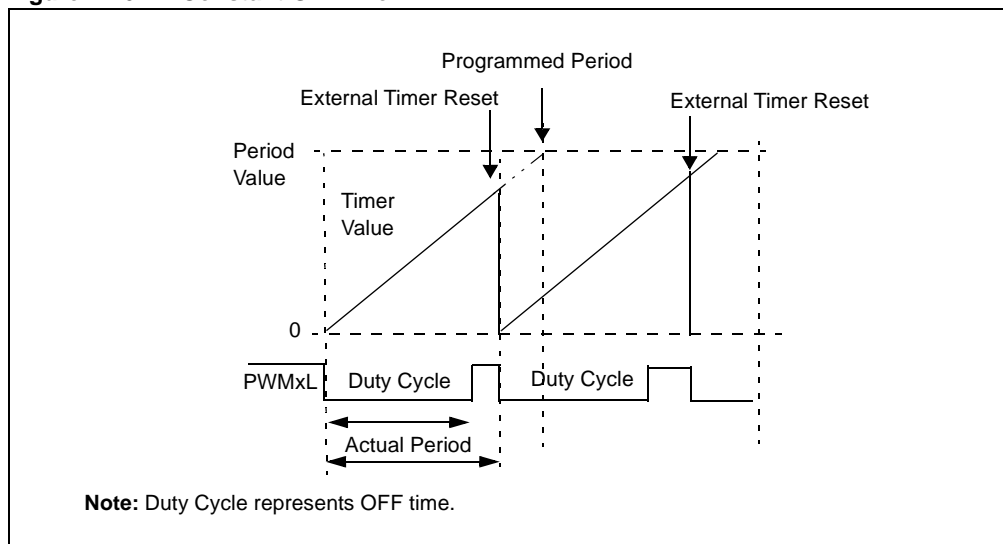 Programmed Period
External Timer Reset
External Timer Reset
Period
Value
Timer
Value
0
PWMxL
Duty Cycle
Duty Cycle
Actual Period
Note: Duty Cycle represents OFF time.